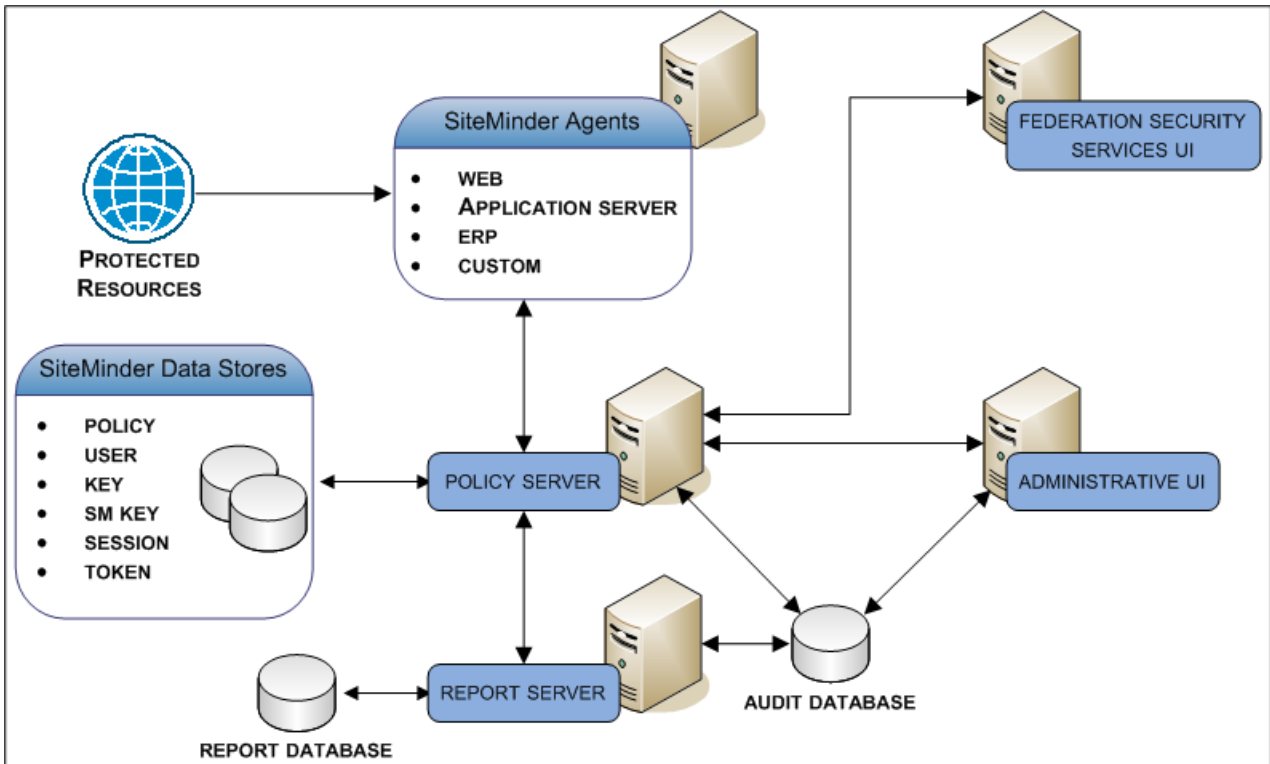 SiteMinder Agents
• WEB
• APPLICATION SERVER
• ERP
• CUSTOM
FEDERATION SECURITY
SERVICES UI
PROTECTED
RESOURCES
SiteMinder Data Stores
• POLICY
• USER
• KEY
• SM KEY
• SESSION
• TOKEN
POLICY SERVER
ADMINISTRATIVE UI
REPORT SERVER
AUDIT DATABASE
REPORT DATABASE